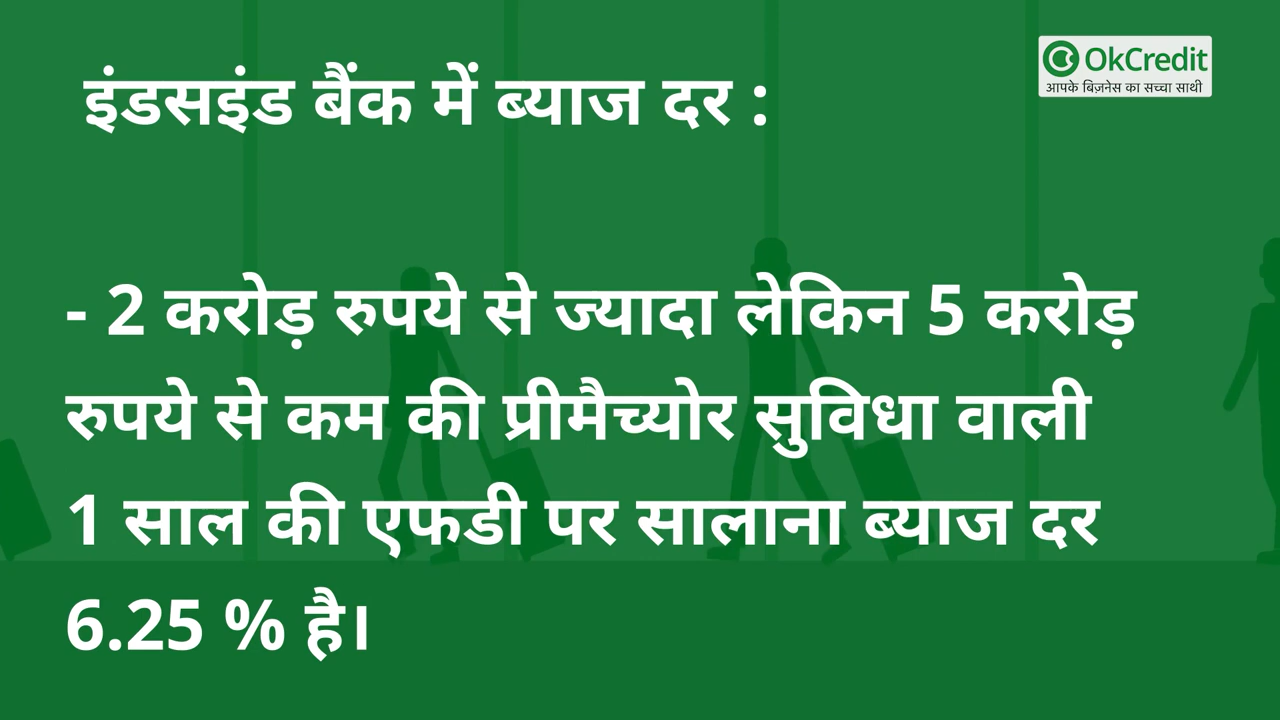 इंडसइंड बैंक में ब्याज दर :
OkCredit
आपके बिज़नेस का सच्चा साथी
- 2 करोड़ रुपये से ज्यादा लेकिन 5 करोड़
रुपये से कम की प्रीमैच्योर सुविधा वाली
1 साल की एफडी पर सालाना ब्याज दर
6.25 % है।